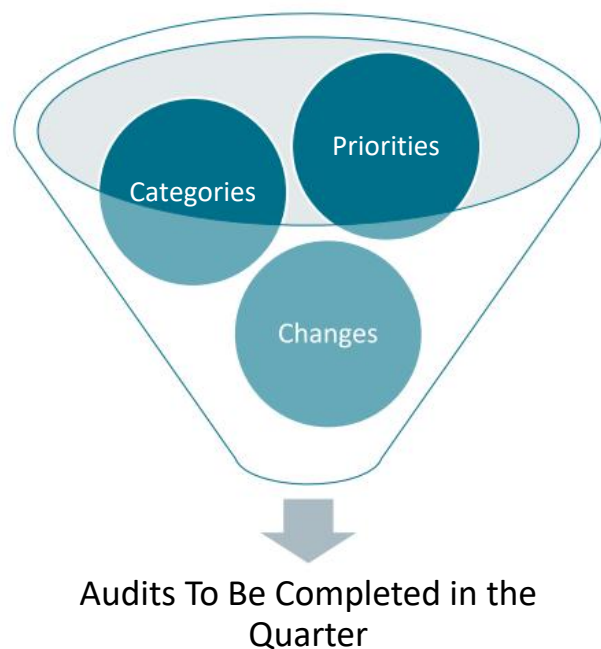 Priorities
Categories
Changes
Audits To Be Completed in the
Quarter